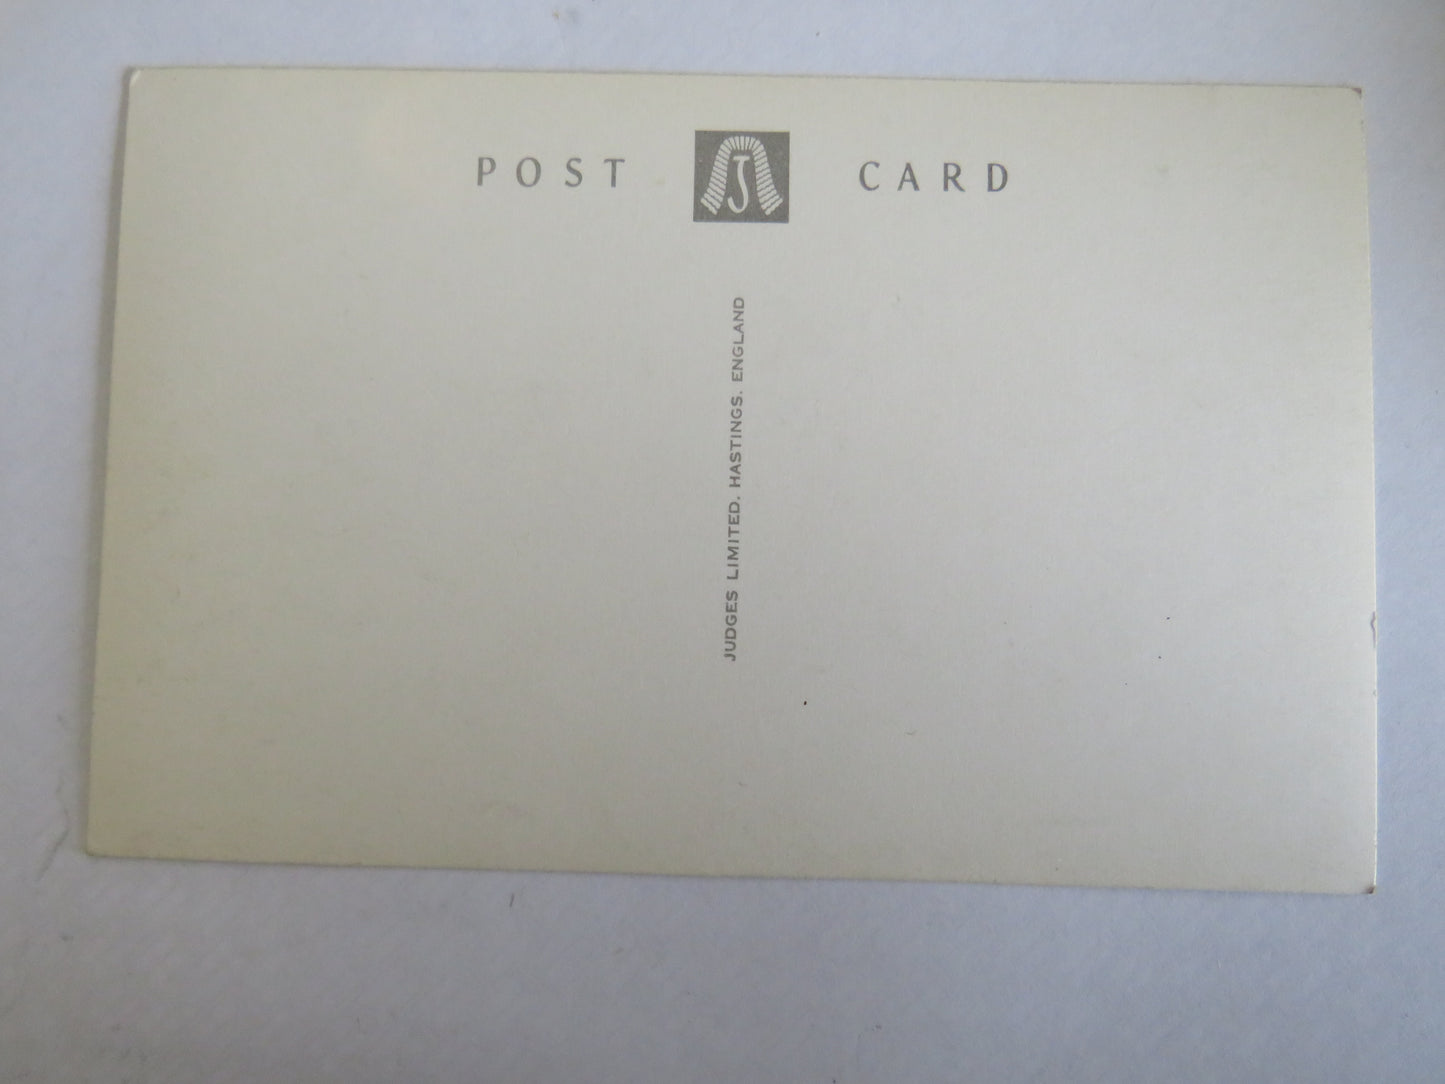 POST J CARD
JUDGES LIMITED, HASTINGS, ENGLAND